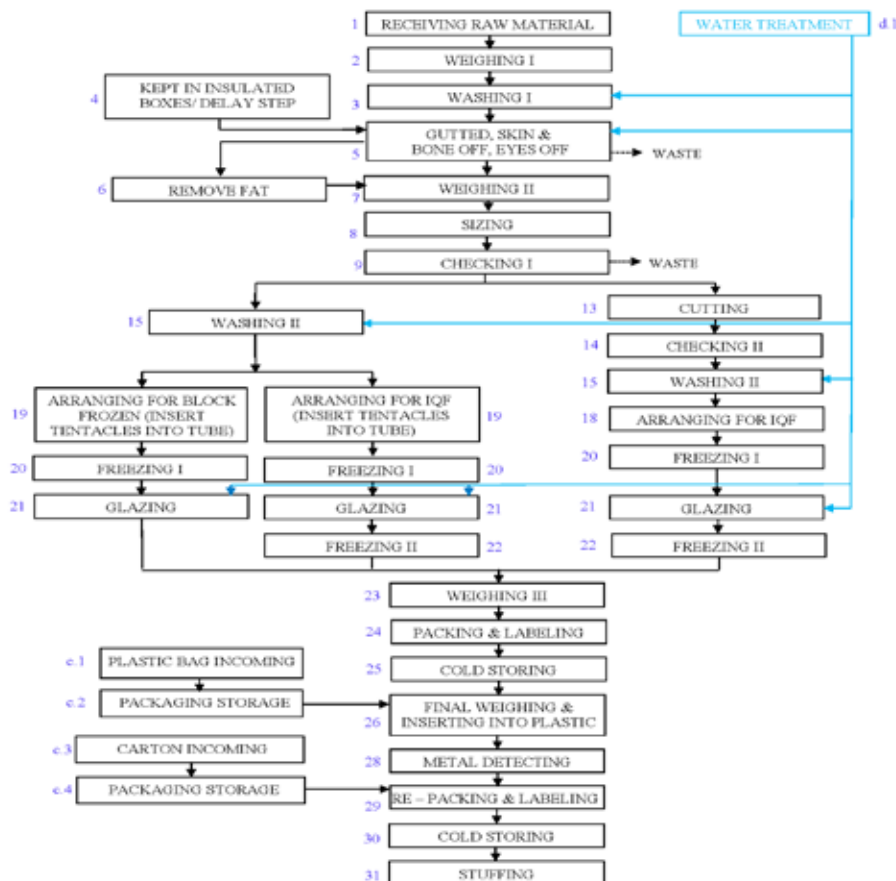 1 RECEIVING RAW MATERIAL
WATER TREATMENT d.1
2 WEIGHING I
4 KEPT IN INSULATED
BOXES/ DELAY STEP
3 WASHING I
GUTTED, SKIN &
5 BONE OFF, EYES OFF
WASTE
6 REMOVE FAT
7 WEIGHING II
8 SIZING
9 CHECKING I
WASTE
15 WASHING II
13 CUTTING
14 CHECKING II
15 WASHING II
19 ARRANGING FOR BLOCK
FROZEN (INSERT
TENTACLES INTO TUBE)
ARRANGING FOR IQF
(INSERT TENTACLES
INTO TUBE)
19
18 ARRANGING FOR IQF
20 FREEZING I
FREEZING I 20
20 FREEZING I
21 GLAZING
GLAZING 21
21 GLAZING
FREEZING II 22
22 FREEZING II
23 WEIGHING III
24 PACKING & LABELING
c.1 PLASTIC BAG INCOMING
25 COLD STORING
c.2 PACKAGING STORAGE
FINAL WEIGHING &
26 INSERTING INTO PLASTIC
c.3 CARTON INCOMING
28 METAL DETECTING
c.4 PACKAGING STORAGE
29 RE - PACKING & LABELING
30 COLD STORING
31 STUFFING